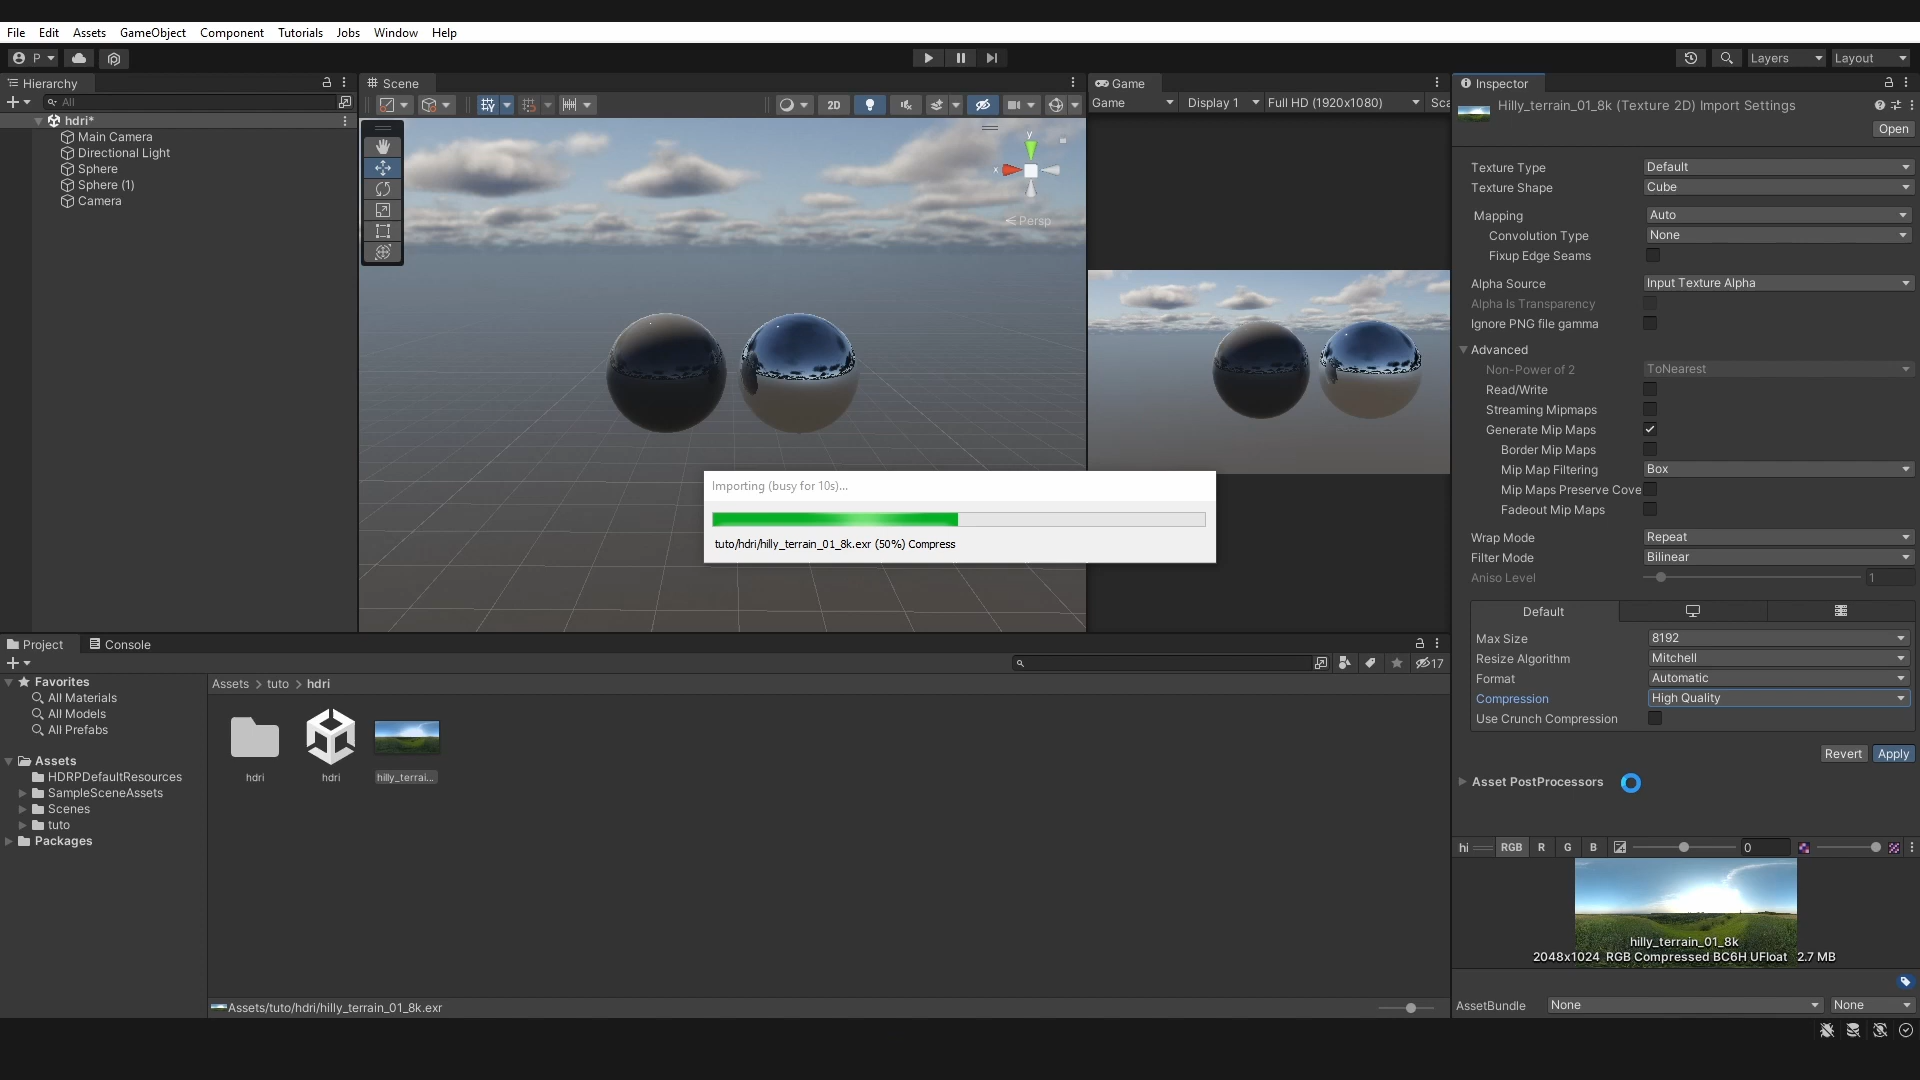 File Edit Assets GameObject Component Tutorials Jobs Window Help
P
Layers Layout
Hierarchy
All
hdri*
Main Camera
Directional Light
Sphere
Sphere (1)
Camera
Scene
2D
y
x
Persp
Game
Game Display 1 Full HD (1920x1080) Sca
Inspector
Hilly_terrain_01_8k (Texture 2D) Import Settings
Open
Texture Type Default
Texture Shape Cube
Mapping Auto
Convolution Type None
Fixup Edge Seams
Alpha Source Input Texture Alpha
Alpha Is Transparency
Ignore PNG file gamma
Advanced
Non-Power of 2 ToNearest
Read/Write
Streaming Mipmaps
Generate Mip Maps
Border Mip Maps
Mip Map Filtering Box
Mip Maps Preserve Cove
Fadeout Mip Maps
Wrap Mode Repeat
Filter Mode Bilinear
Aniso Level 1
Default
Max Size 8192
Resize Algorithm Mitchell
Format Automatic
Compression High Quality
Use Crunch Compression
Revert Apply
Asset PostProcessors
hi RGB R G B 0
hilly_terrain_01_8k
2048x1024 RGB Compressed BC6H UFloat 2.7 MB
AssetBundle None None
Importing (busy for 10s)...
tuto/hdri/hilly_terrain_01_8k.exr (50%) Compress
Project Console
17
Favorites
All Materials
All Models
All Prefabs
Assets
HDRPDefaultResources
SampleSceneAssets
Scenes
tuto
Packages
Assets > tuto > hdri
hdri hdri hilly_terrai...
Assets/tuto/hdri/hilly_terrain_01_8k.exr